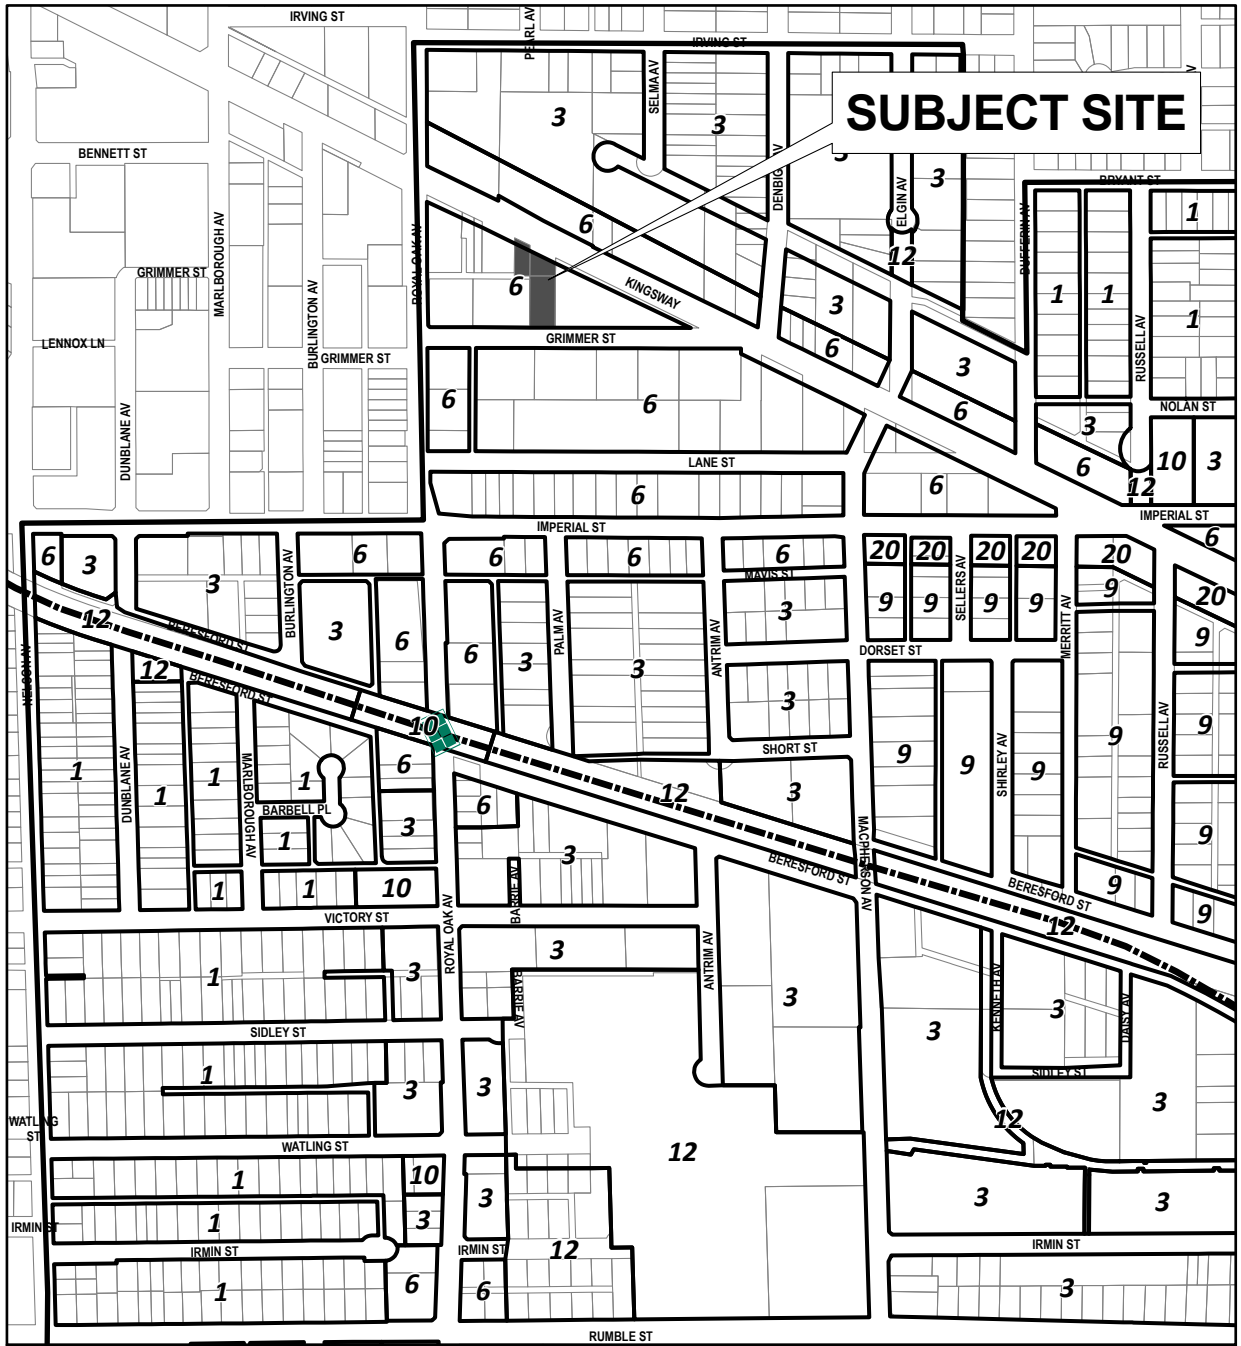 IRVING ST
PEARL AV
IRVING ST
SELMA AV
SUBJECT SITE
3
3
3
BENNETT ST
DENBIGH AV
ELGIN AV
3
BRYANT ST
1
MARLBOROUGH AV
ROYAL OAK AV
6
12
DUFFERIN AV
GRIMMER ST
6
KINGSWAY
3
1
1
1
BURLINGTON AV
LENNOX LN
GRIMMER ST
GRIMMER ST
6
3
RUSSELL AV
6
6
6
NOLAN ST
DUNBLANE AV
3
LANE ST
6
10
3
6
6
12
IMPERIAL ST
IMPERIAL ST
6
6
3
3
6
6
6
6
20
20
20
20
20
MAVIS ST
BURLINGTON AV
3
6
6
3
PALM AV
3
ANTRIM AV
3
9
9
SELLERS AV
9
9
MERRITT AV
9
20
12
BERESFORD ST
DORSET ST
9
NELSON AV
12
BERESFORD ST
3
10
SHORT ST
9
9
SHIRLEY AV
9
9
RUSSELL AV
9
1
DUNBLANE AV
1
1
MARLBOROUGH AV
1
6
12
3
BARBELL PL
6
3
1
3
MACPHERSON AV
9
BERESFORD ST
1
1
10
BARRIE AV
BERESFORD ST
9
9
VICTORY ST
ROYAL OAK AV
12
1
3
3
ANTRIM AV
3
BARRIE AV
KENNETH AV
3
DAISY AV
SIDLEY ST
3
1
3
3
SIDLEY ST
3
WATLING
ST
12
WATLING ST
12
1
10
3
3
3
1
3
IRMIN ST
IRMIN ST
IRMIN ST
12
IRMIN ST
1
6
6
3
RUMBLE ST